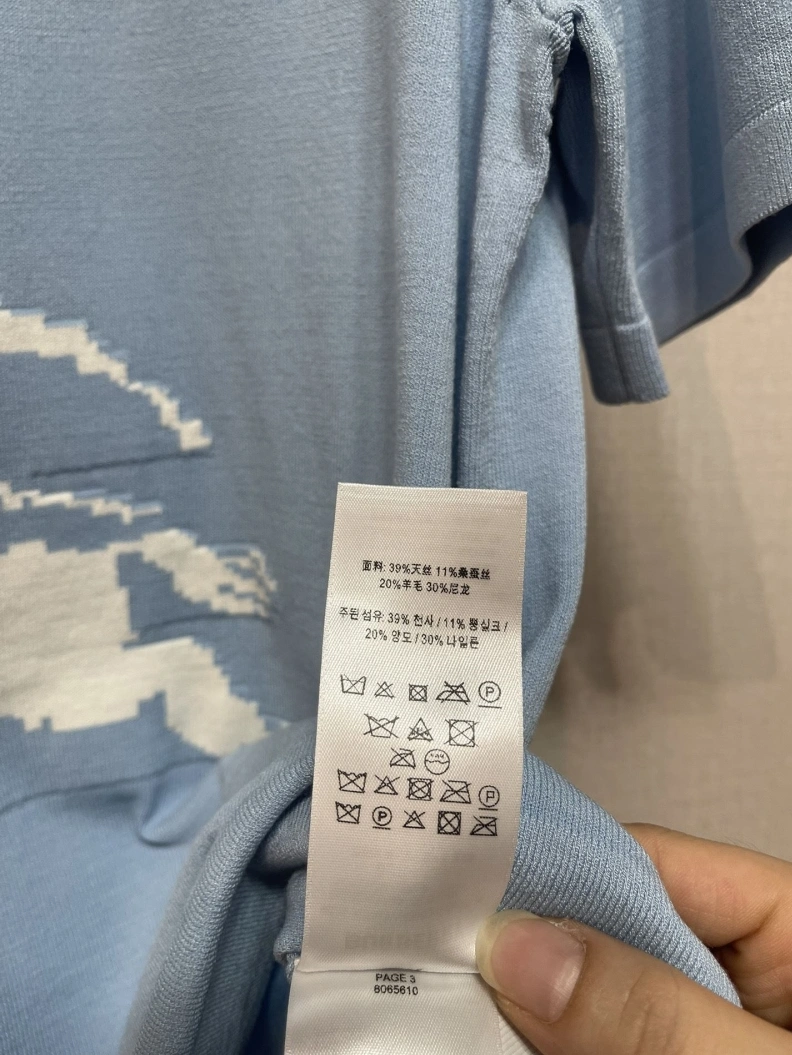 面料: 39%天丝 11%桑蚕丝
20%羊毛 30%尼龙
주된 섬유: 39% 천사 / 11% 뽕실크 /
20% 양모 / 30% 나일론
P
P
P
PAGE 3
8065610